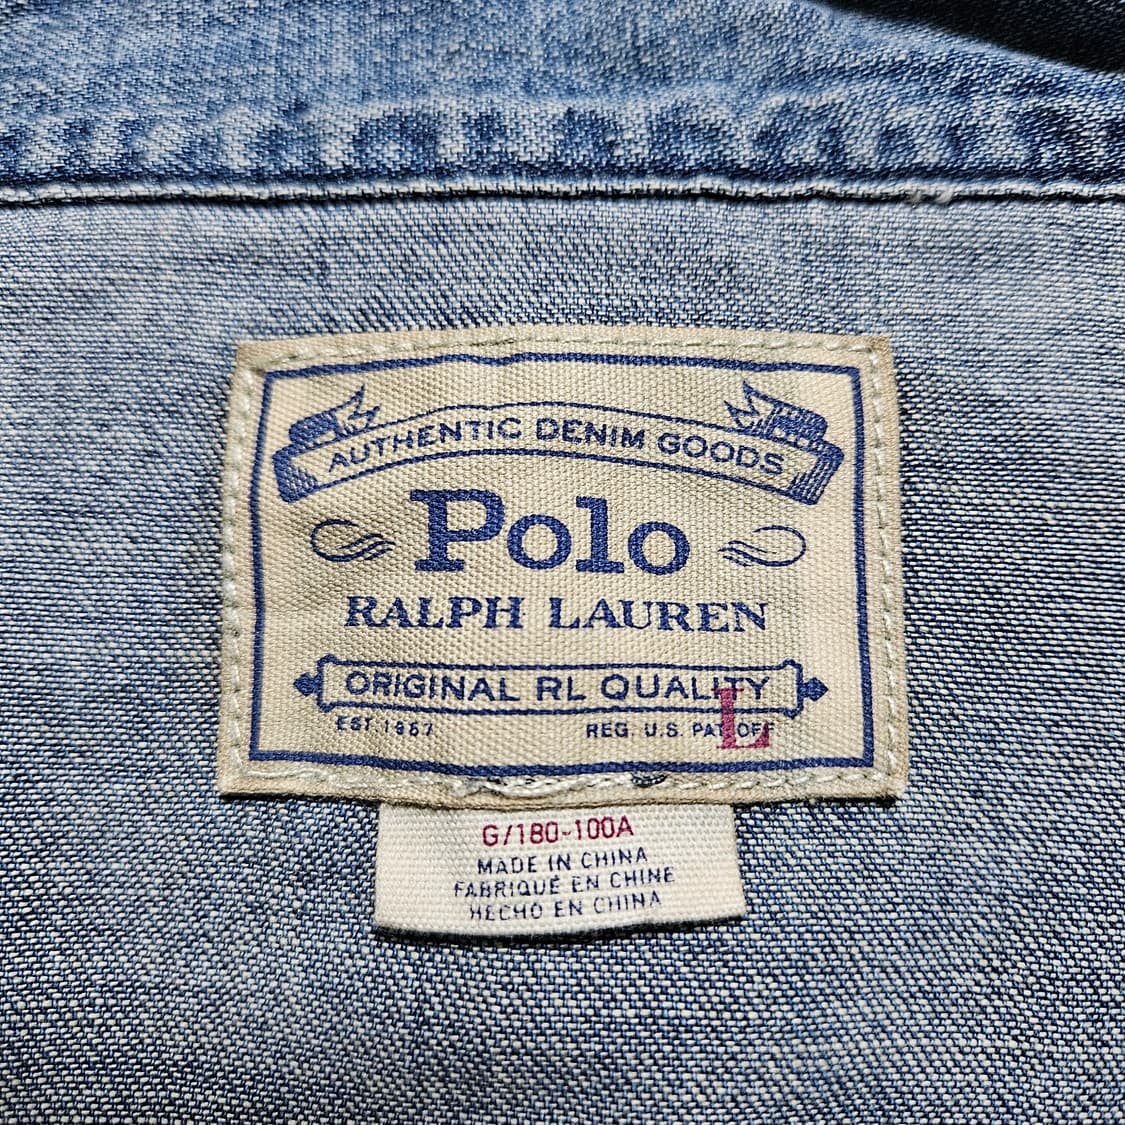 AUTHENTIC DENIM GOODS
Polo
RALPH LAUREN
ORIGINAL RL QUALITY
EST. 1967 REG. U.S. PAT. OFF
L
G/180-100A
MADE IN CHINA
FABRIQUÉ EN CHINE
HECHO EN CHINA